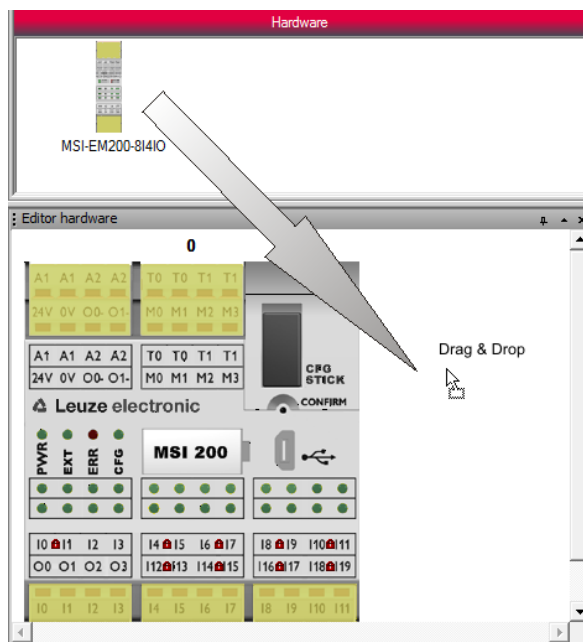 Hardware
MSI-EM200-8I4IO
Editor hardware
0
A1 A1 A2 A2 T0 T0 T1 T1
24V 0V O0- O1- M0 M1 M2 M3
A1 A1 A2 A2 T0 T0 T1 T1
24V 0V O0- O1- M0 M1 M2 M3
CFG
STICK
Drag & Drop
Leuze electronic
CONFIRM
PWR EXT ERR CFG
MSI 200
I0 I1 I2 I3 I4 I5 I6 I7 I8 I9 I10 I11
O0 O1 O2 O3 I12 I13 I14 I15 I16 I17 I18 I19
I0 I1 I2 I3 I4 I5 I6 I7 I8 I9 I10 I11